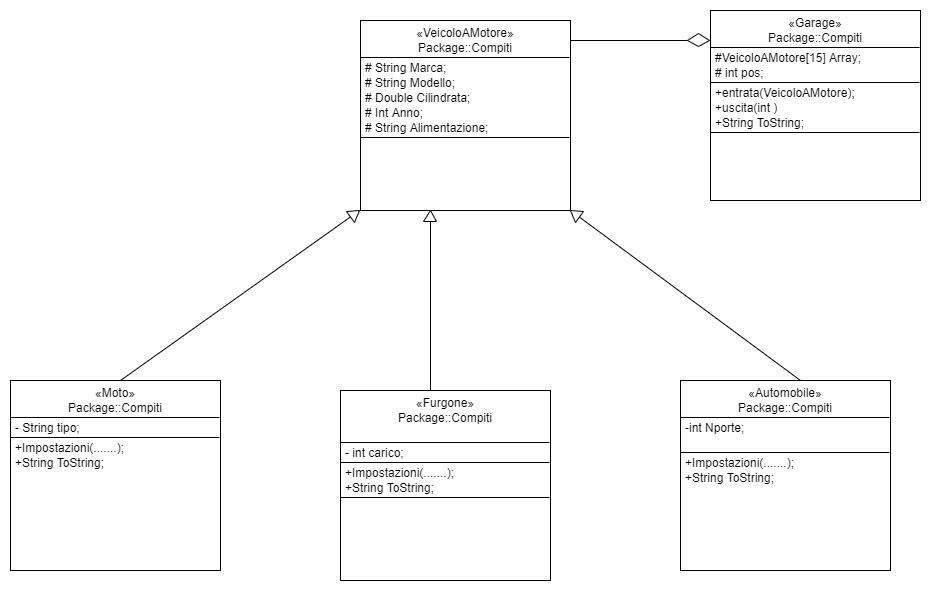 «VeicoloAMotore»
Package::Compiti
# String Marca;
# String Modello;
# Double Cilindrata;
# Int Anno;
# String Alimentazione;
«Garage»
Package::Compiti
#VeicoloAMotore[15] Array;
# int pos;
+entrata(VeicoloAMotore);
+uscita(int )
+String ToString;
«Moto»
Package::Compiti
- String tipo;
+Impostazioni(.......);
+String ToString;
«Furgone»
Package::Compiti
- int carico;
+Impostazioni(.......);
+String ToString;
«Automobile»
Package::Compiti
-int Nporte;
+Impostazioni(.......);
+String ToString;